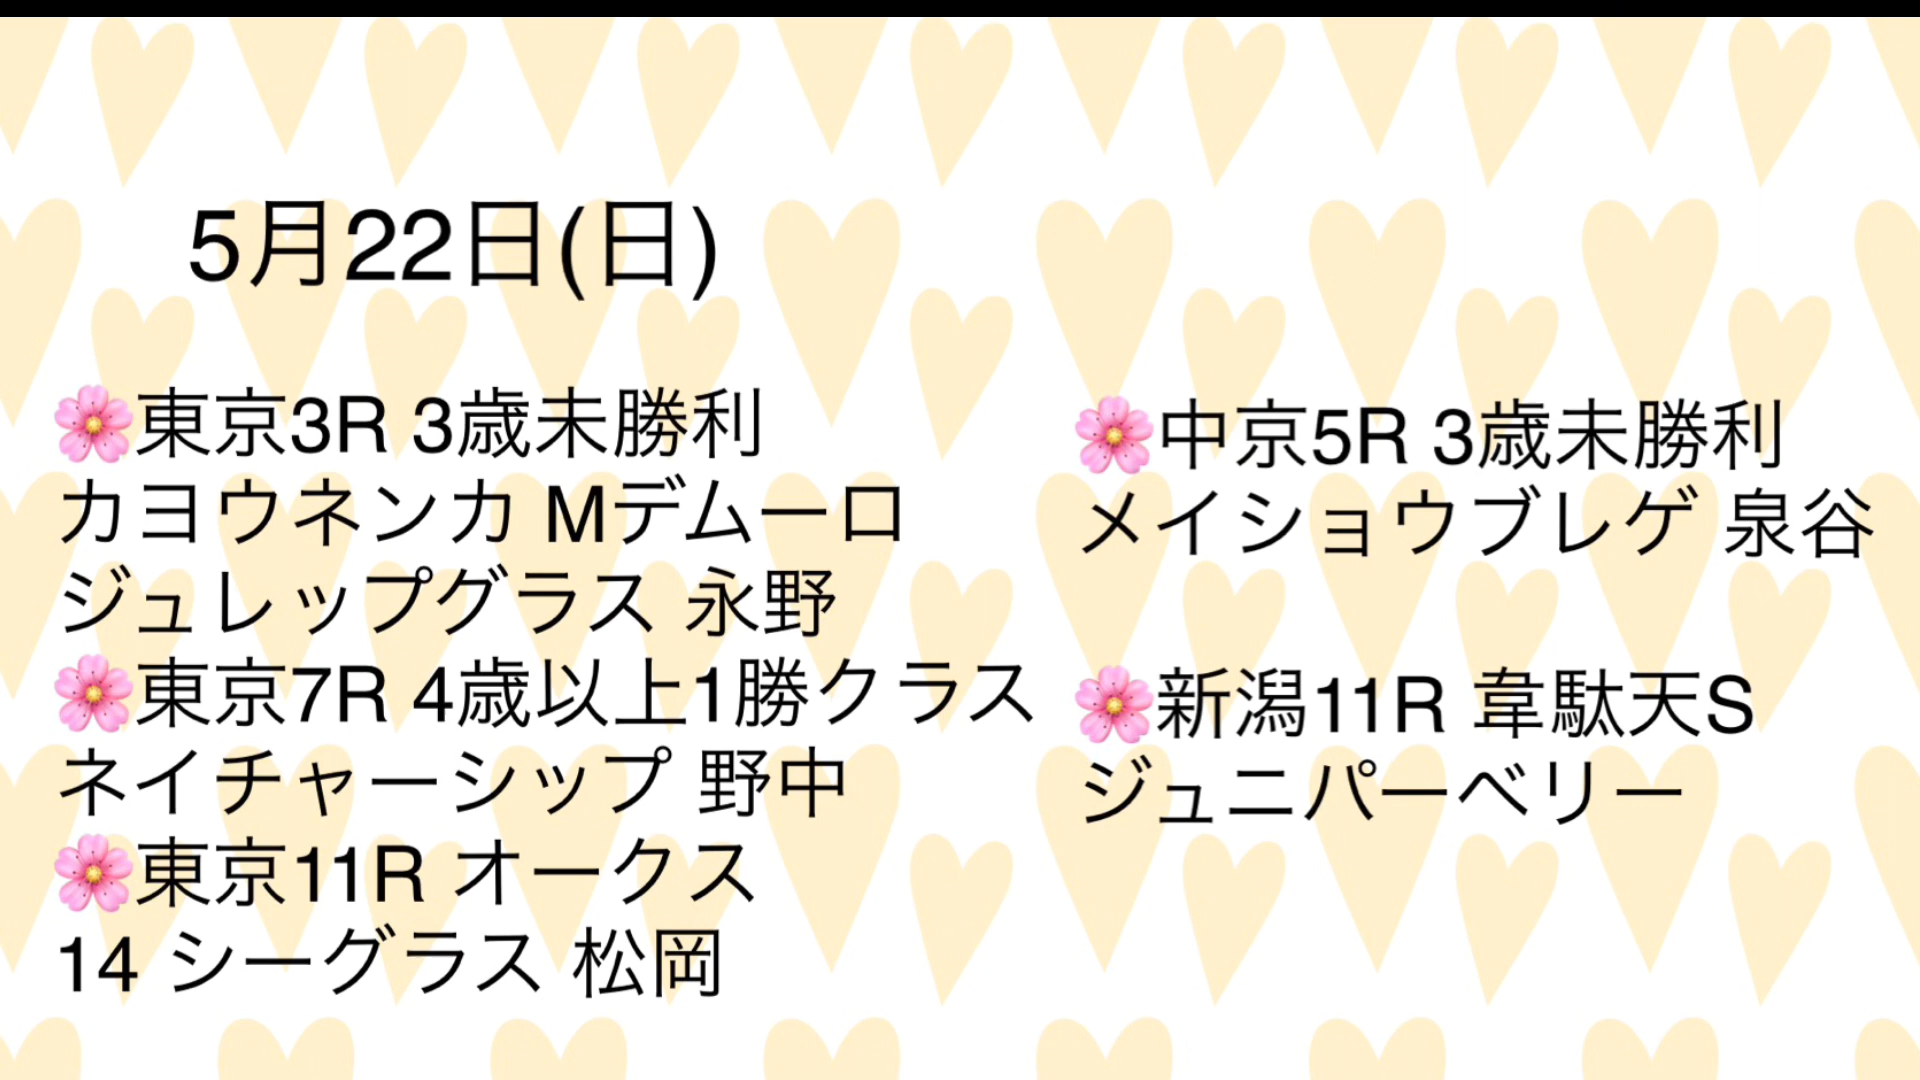 5月22日(日)
🌸東京3R 3歳未勝利
カヨウネンカ Mデムーロ
ジュレップグラス 永野
🌸東京7R 4歳以上1勝クラス
ネイチャーシップ 野中
🌸東京11R オークス
14 シーグラス 松岡
🌸中京5R 3歳未勝利
メイショウブレゲ 泉谷
🌸新潟11R 韋駄天S
ジュニパーベリー